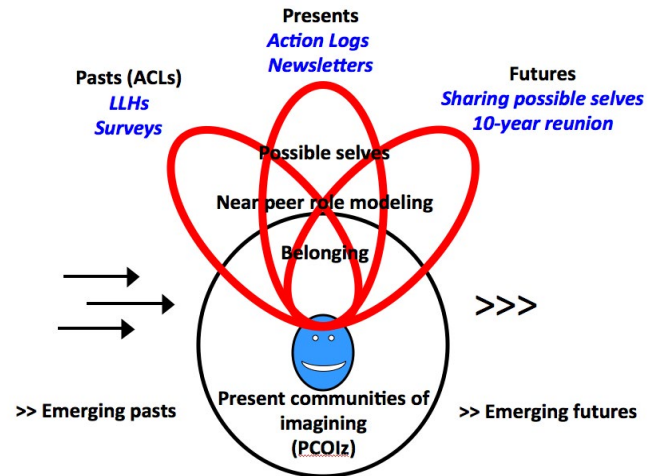 Presents
Action Logs
Newsletters
Pasts (ACLs)
LLHs
Surveys
Futures
Sharing possible selves
10-year reunion
Possible selves
Near peer role modeling
Belonging
>>>
>> Emerging pasts
Present communities of
imagining
(PCOIz)
>> Emerging futures